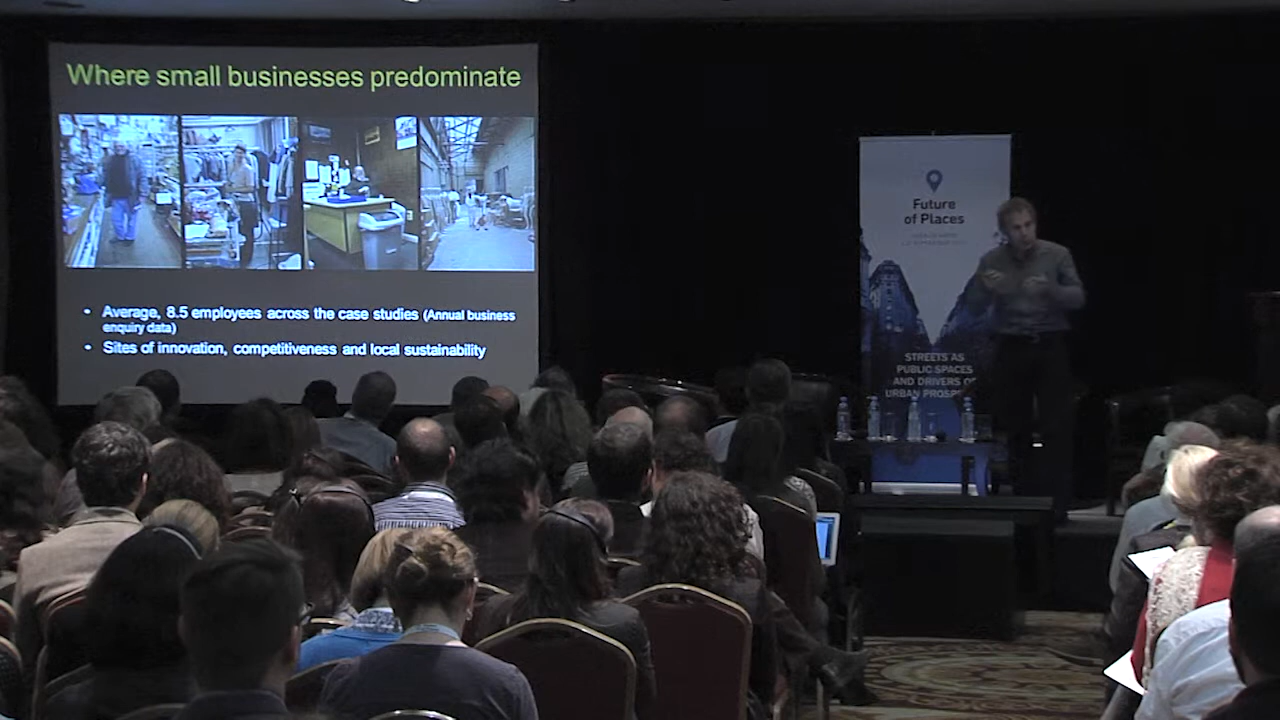 Where small businesses predominate
• Average, 8.5 employees across the case studies (Annual business
enquiry data)
• Sites of innovation, competitiveness and local sustainability
Future
of Places
STREETS AS
PUBLIC SPACES
AND DRIVERS OF
URBAN